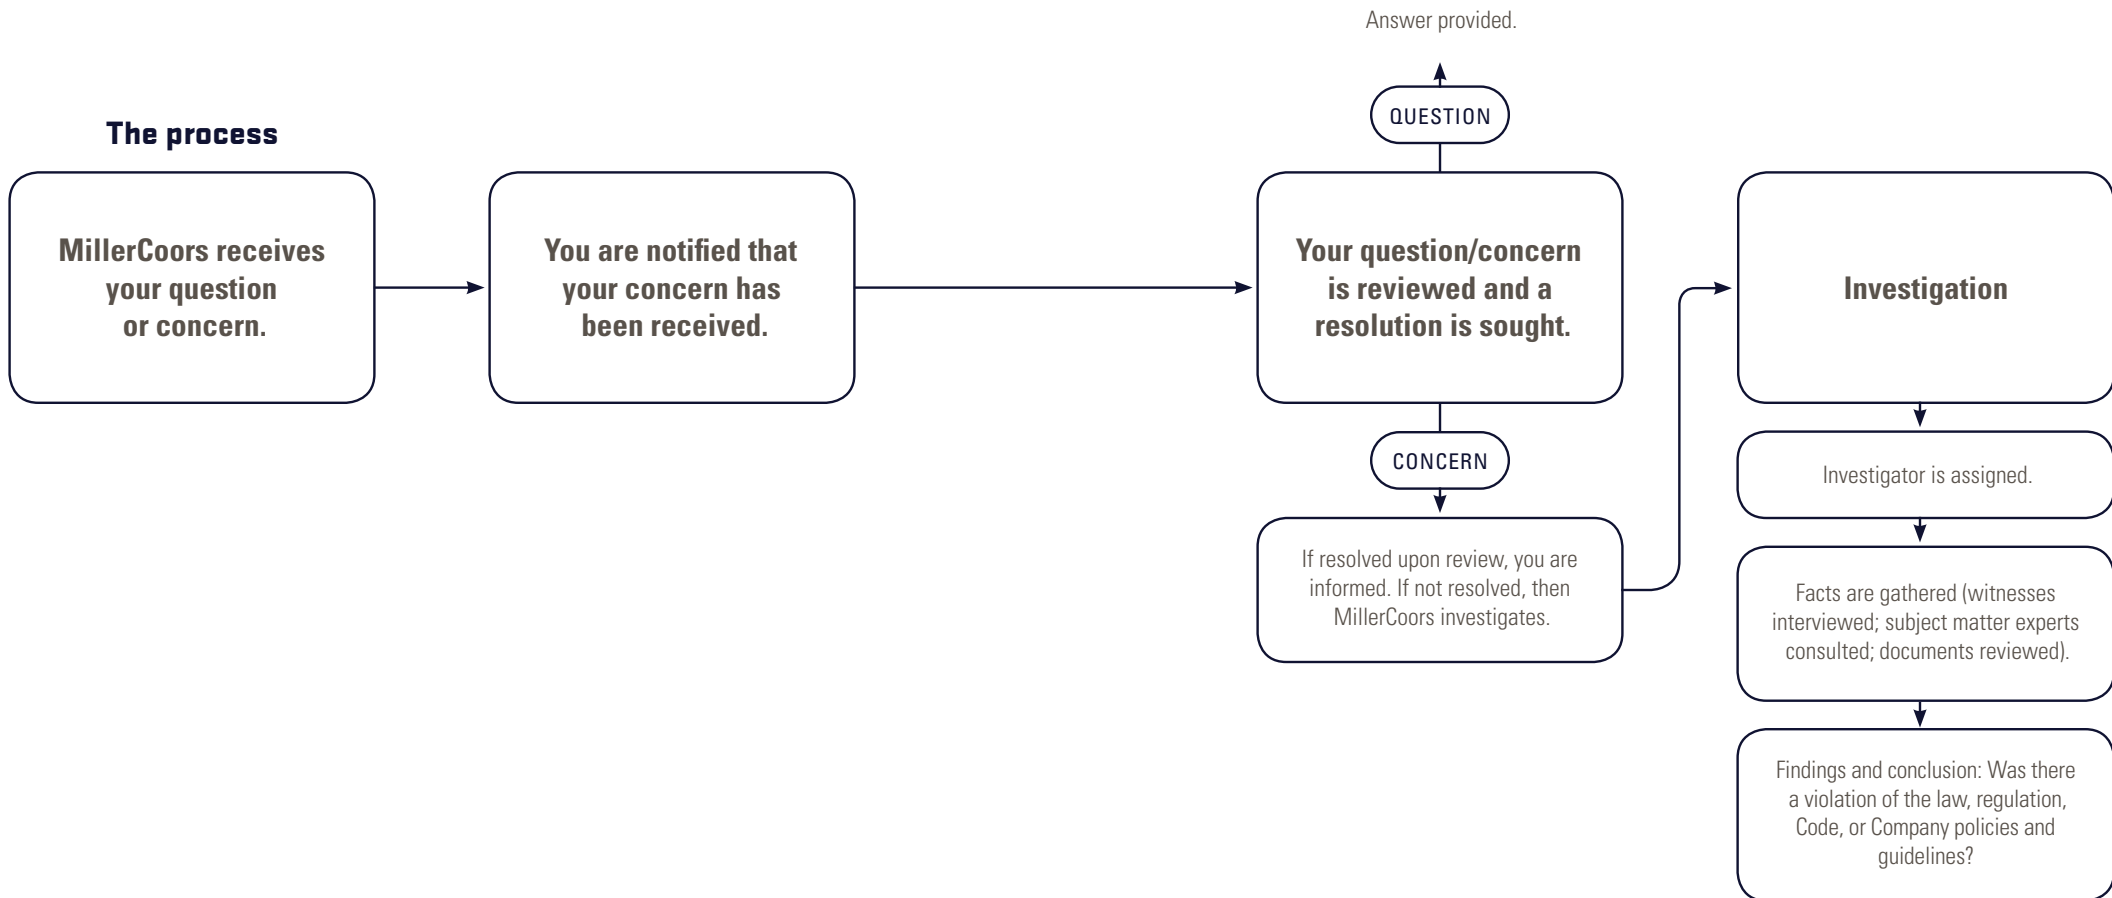 The process
MillerCoors receives
your question
or concern.
You are notified that
your concern has
been received.
Answer provided.
QUESTION
Your question/concern
is reviewed and a
resolution is sought.
CONCERN
If resolved upon review, you are
informed. If not resolved, then
MillerCoors investigates.
Investigation
Investigator is assigned.
Facts are gathered (witnesses
interviewed; subject matter experts
consulted; documents reviewed).
Findings and conclusion: Was there
a violation of the law, regulation,
Code, or Company policies and
guidelines?